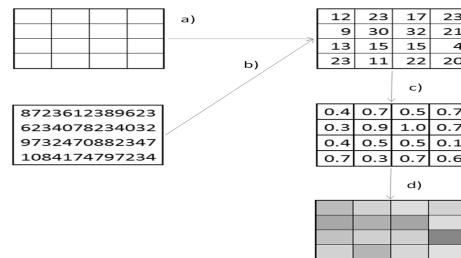 a)
12 23 17 23
9 30 32 21
13 15 15 4
23 11 22 20
b)
8723612389623
6234078234032
9732470882347
1084174797234
c)
0.4 0.7 0.5 0.7
0.3 0.9 1.0 0.7
0.4 0.5 0.5 0.1
0.7 0.3 0.7 0.6
d)